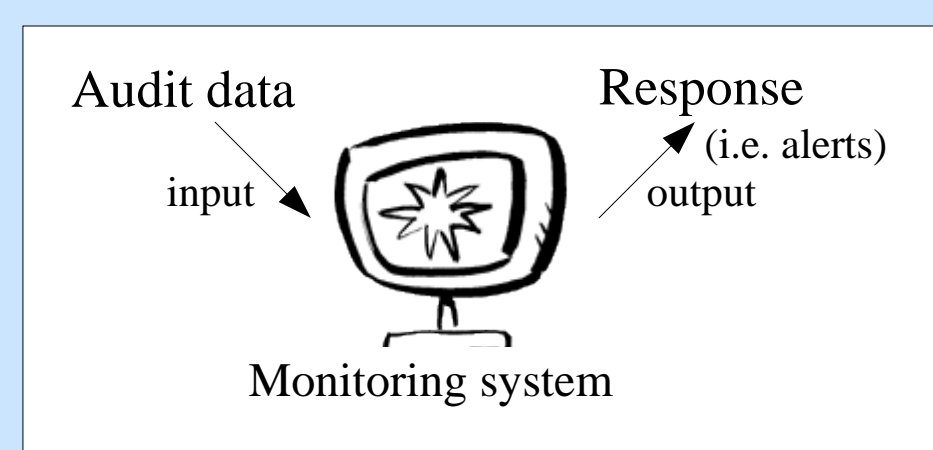 Audit data
Response
(i.e. alerts)
input
output
Monitoring system